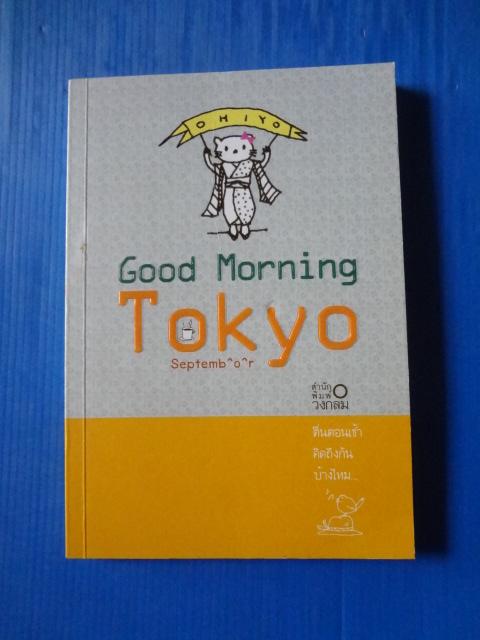 OHIYO
Good Morning
Tokyo
Septemb^o^r
สำนัก
พิมพ์
วงกลม
ตื่นตอนเช้า
คิดถึงกัน
บ้างไหม...